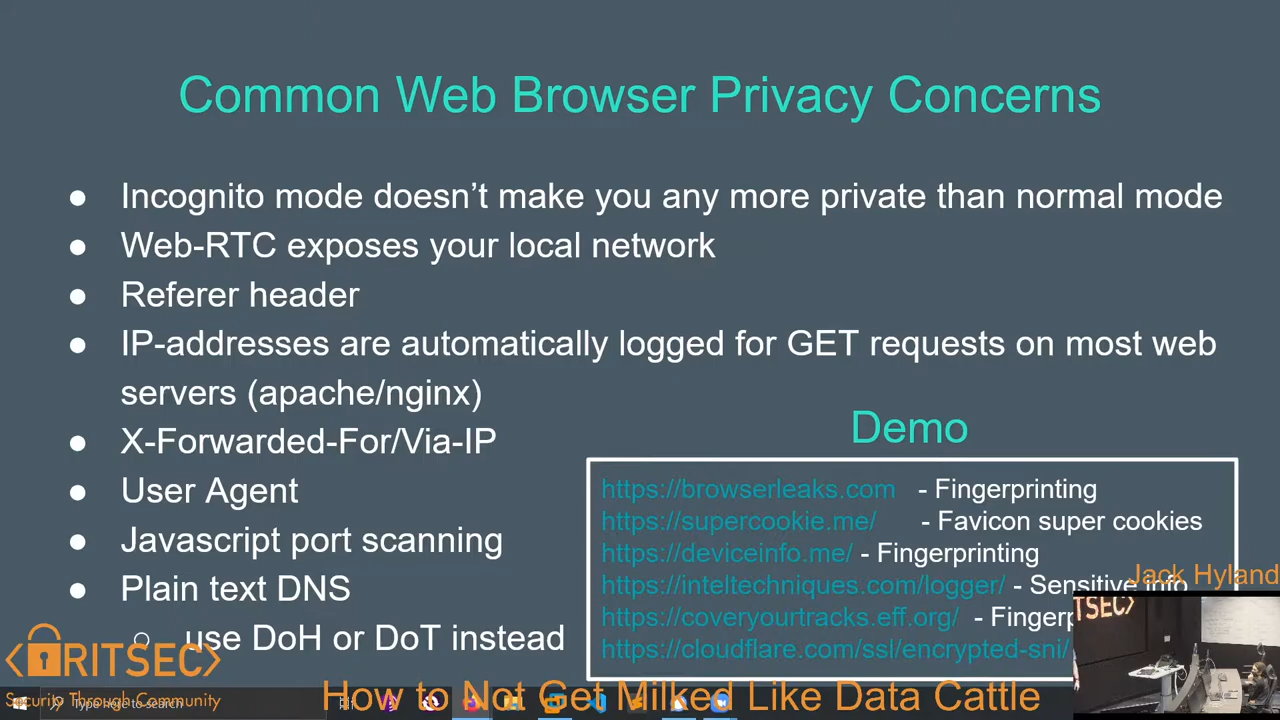 Common Web Browser Privacy Concerns
● Incognito mode doesn't make you any more private than normal mode
● Web-RTC exposes your local network
● Referer header
● IP-addresses are automatically logged for GET requests on most web
servers (apache/nginx)
● X-Forwarded-For/Via-IP
● User Agent
● Javascript port scanning
● Plain text DNS
○ use DoH or DoT instead
Demo
https://browserleaks.com - Fingerprinting
https://supercookie.me/ - Favicon super cookies
https://deviceinfo.me/ - Fingerprinting
https://inteltechniques.com/logger/ - Sensitive info
https://coveryourtracks.eff.org/ - Fingerp
https://cloudflare.com/ssl/encrypted-sni/
Jack Hyland
TSEC>
<RITSEC>
Security Through Community
Type here to search
How to Not Get Milked Like Data Cattle